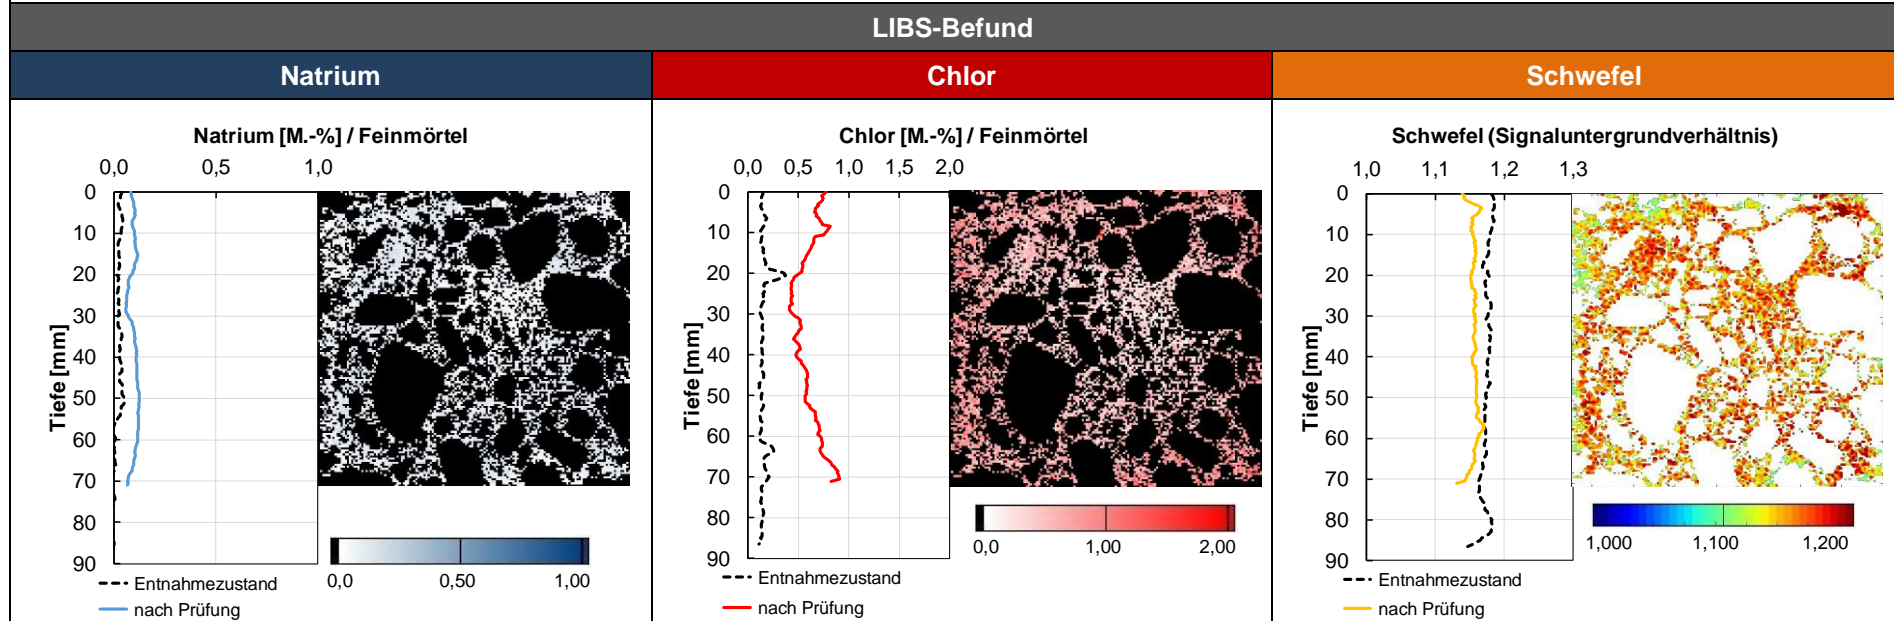 LIBS-Befund
Natrium
Chlor
Schwefel
Natrium [M.-%] / Feinmörtel
0,0 0,5 1,0
0
10
20
30
40
50
60
70
80
90
Tiefe [mm]
0,0 0,50 1,00
Entnahmezustand
nach Prüfung
Chlor [M.-%] / Feinmörtel
0,0 0,5 1,0 1,5 2,0
0
10
20
30
40
50
60
70
80
90
Tiefe [mm]
0,0 1,00 2,00
Entnahmezustand
nach Prüfung
Schwefel (Signaluntergrundverhältnis)
1,0 1,1 1,2 1,3
0
10
20
30
40
50
60
70
80
90
Tiefe [mm]
1,000 1,100 1,200
Entnahmezustand
nach Prüfung